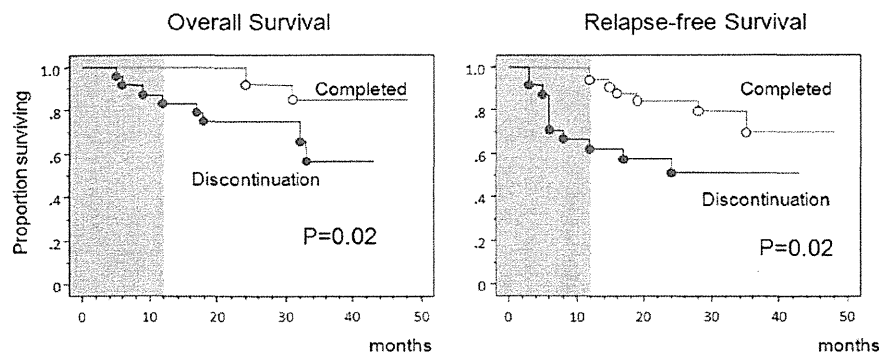 Overall Survival
Relapse-free Survival
Proportion surviving
1.0
.8
.6
.4
.2
0
Completed
Discontinuation
P=0.02
0 10 20 30 40 50
months
1.0
.8
.6
.4
.2
0
Completed
Discontinuation
P=0.02
0 10 20 30 40 50
months